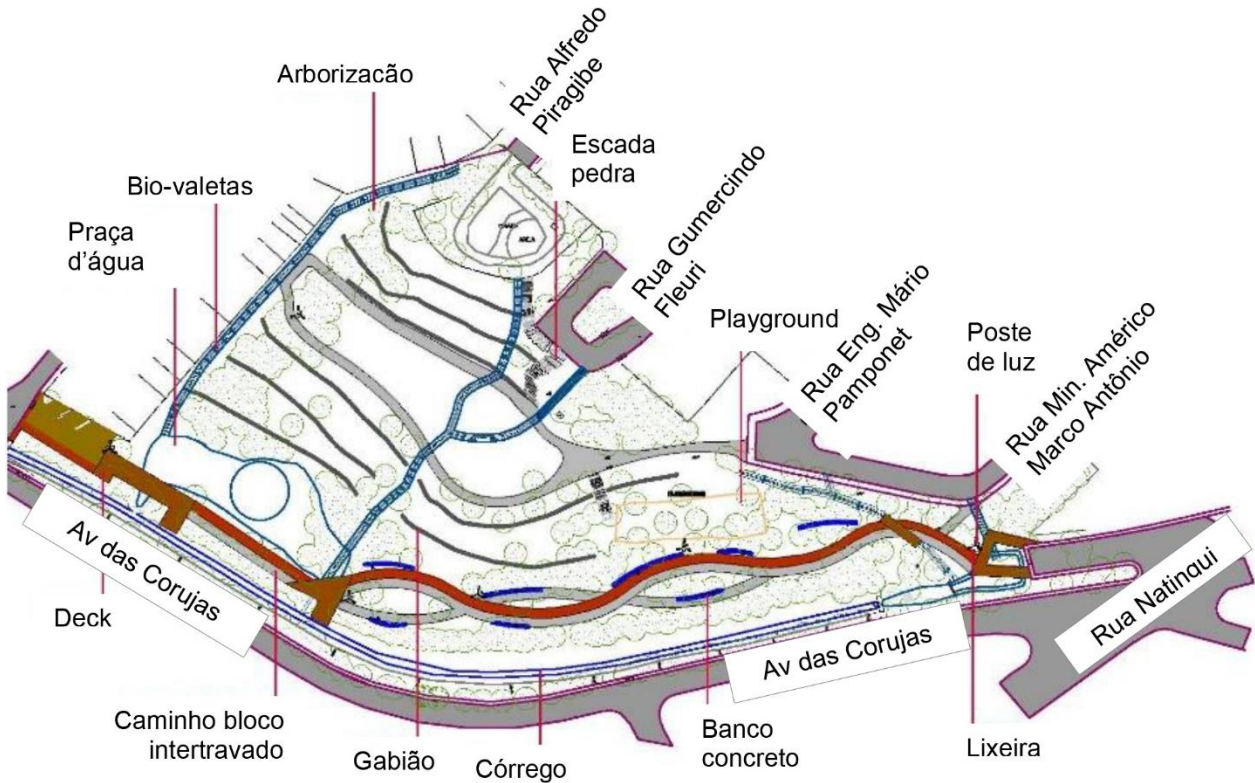 Arborizacão
Rua Alfredo
Piragibe
Escada
pedra
Bio-valetas
Rua Gumercindo
Fleuri
Praça
d'água
Playground
Rua Eng. Mário
Pamponet
Poste
de luz
Rua Min. Américo
Marco Antônio
Av das Corujas
Deck
Av das Corujas
Rua Natinqui
Caminho bloco
intertravado
Gabião
Córrego
Banco
concreto
Lixeira